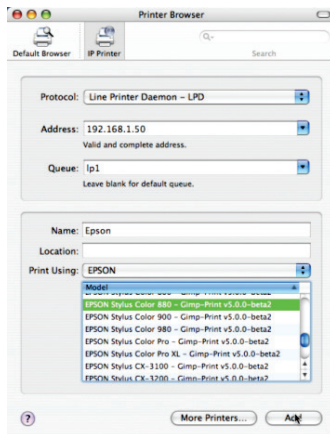 Printer Browser
Default Browser
IP Printer
Search
Protocol: Line Printer Daemon - LPD
Address: 192.168.1.50
Valid and complete address.
Queue: lp1
Leave blank for default queue.
Name: Epson
Location:
Print Using: EPSON
Model
EPSON Stylus Color 880 - Gimp-Print v5.0.0-beta2
EPSON Stylus Color 900 - Gimp-Print v5.0.0-beta2
EPSON Stylus Color 980 - Gimp-Print v5.0.0-beta2
EPSON Stylus Color Pro - Gimp-Print v5.0.0-beta2
EPSON Stylus Color Pro XL - Gimp-Print v5.0.0-beta2
EPSON Stylus CX-3100 - Gimp-Print v5.0.0-beta2
EPSON Stylus CX-3200 - Gimp-Print v5.0.0-beta2
?
More Printers...
Add